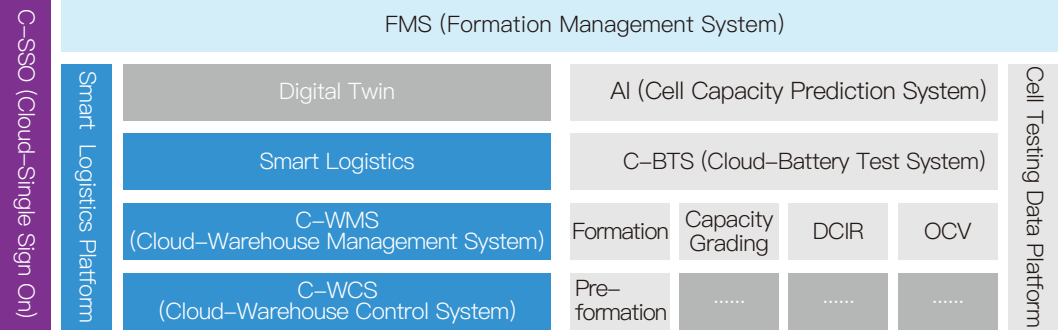 C–SSO (Cloud–Single Sign On)
FMS (Formation Management System)
Smart Logistics Platform
Digital Twin
Smart Logistics
C–WMS
(Cloud–Warehouse Management System)
C–WCS
(Cloud–Warehouse Control System)
AI (Cell Capacity Prediction System)
C–BTS (Cloud–Battery Test System)
Formation
Capacity
Grading
DCIR
OCV
Pre–
formation
......
......
......
Cell Testing Data Platform